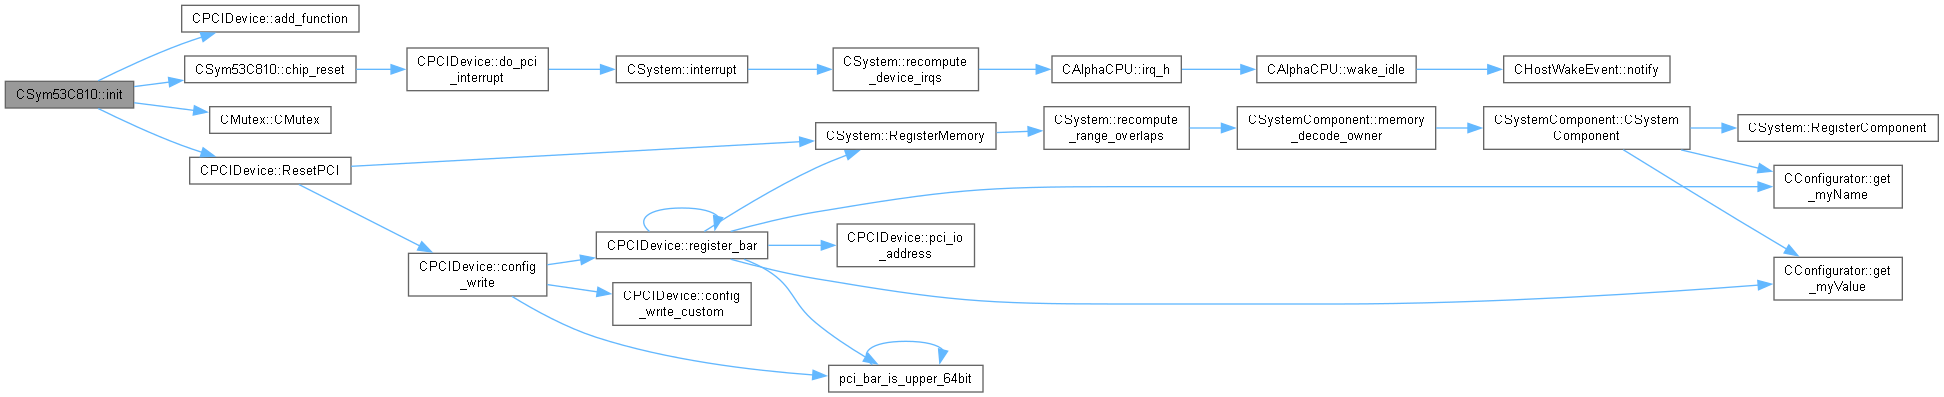 CSym53C810::init
CPCIDevice::add_function
CSym53C810::chip_reset
CMutex::CMutex
CPCIDevice::ResetPCI
CPCIDevice::do_pci
_interrupt
CSystem::interrupt
CSystem::recompute
_device_irqs
CAlphaCPU::irq_h
CAlphaCPU::wake_idle
CHostWakeEvent::notify
CSystem::RegisterMemory
CSystem::recompute
_range_overlaps
CSystemComponent::memory
_decode_owner
CSystemComponent::CSystem
Component
CSystem::RegisterComponent
CConfigurator::get
_myName
CConfigurator::get
_myValue
CPCIDevice::config
_write
CPCIDevice::register_bar
CPCIDevice::pci_io
_address
CPCIDevice::config
_write_custom
pci_bar_is_upper_64bit